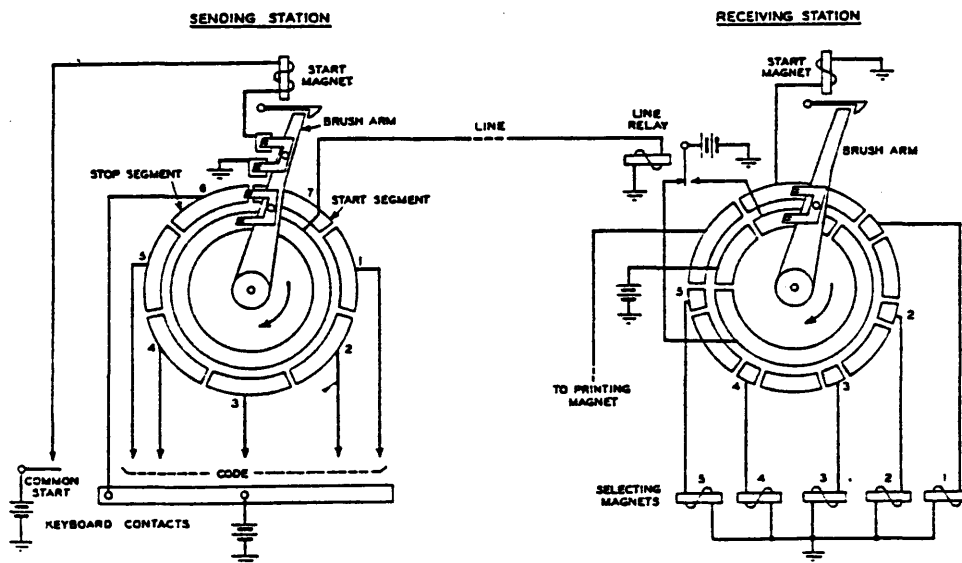 SENDING STATION
RECEIVING STATION
START
MAGNET
BRUSH ARM
LINE
LINE
RELAY
START
MAGNET
BRUSH ARM
STOP SEGMENT
6
7
START SEGMENT
5
1
4
2
3
CODE
COMMON
START
KEYBOARD CONTACTS
5
2
4
3
TO PRINTING
MAGNET
SELECTING
MAGNETS
5
4
3
2
1